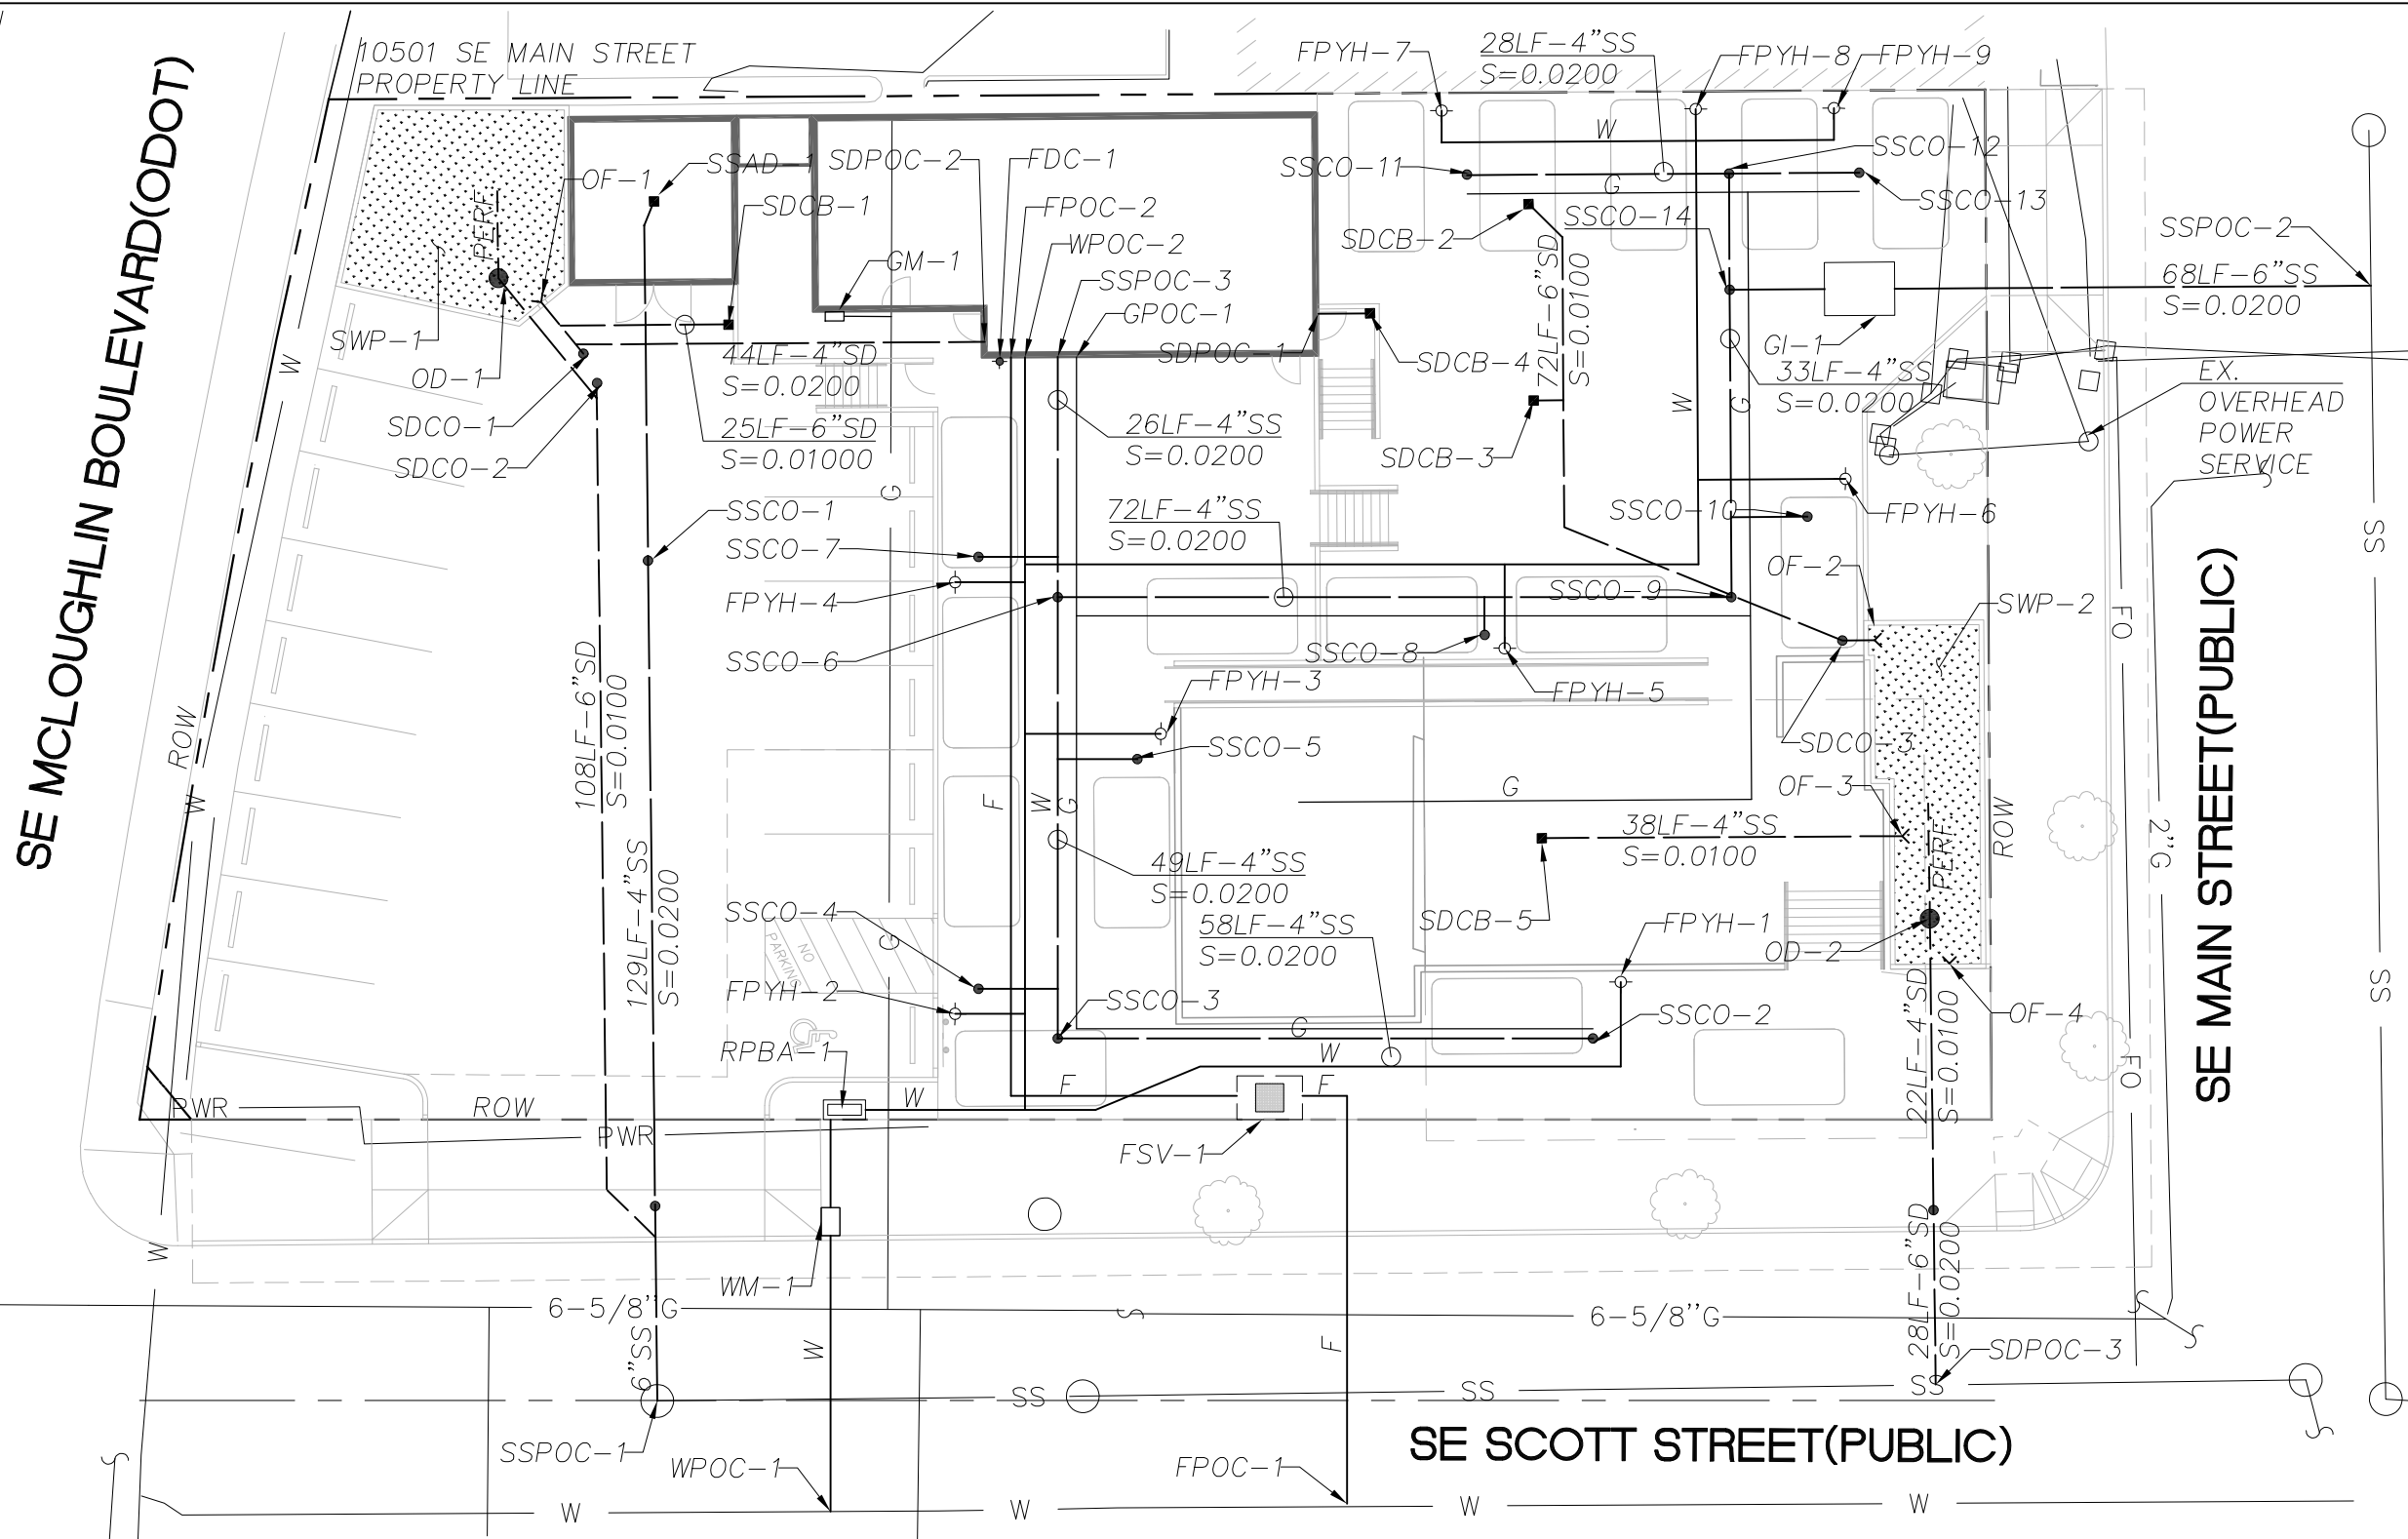 10501 SE MAIN STREET
PROPERTY LINE
FPYH-7
28LF-4"SS
S=0.0200
FPYH-8
FPYH-9
W
SSCO-12
SSCO-11
G
SSCO-13
SSCO-14
SDCB-2
72LF-6"SD
S=0.0100
SSPOC-2
68LF-6"SS
S=0.0200
GI-1
33LF-4"SS
S=0.0200
EX.
OVERHEAD
POWER
SERVICE
SE MCLOUGHLIN BOULEVARD(ODOT)
OF-1
SSAD-1
SDPOC-2
FDC-1
SDCB-1
FPOC-2
WPOC-2
GM-1
SSPOC-3
GPOC-1
PERF
SWP-1
OD-1
SDCO-1
SDCO-2
44LF-4"SD
S=0.0200
25LF-6"SD
S=0.01000
SDPOC-1
SDCB-4
26LF-4"SS
S=0.0200
SDCB-3
W
G
W
G
SSCO-1
SSCO-7
72LF-4"SS
S=0.0200
SSCO-10
FPYH-6
SS
FPYH-4
SSCO-9
OF-2
SWP-2
FO
SSCO-6
SSCO-8
FPYH-3
FPYH-5
SSCO-5
SDCO-3
108LF-6"SD
S=0.0100
ROW
W
F
W
G
G
OF-3
38LF-4"SS
S=0.0100
PERF
ROW
2"G
SE MAIN STREET(PUBLIC)
129LF-4"SS
S=0.0200
49LF-4"SS
S=0.0200
SSCO-4
58LF-4"SS
S=0.0200
SDCB-5
FPYH-1
OD-2
G
NO
PARKING
FPYH-2
SSCO-3
SSCO-2
22LF-4"SD
S=0.0100
OF-4
SS
RPBA-1
G
W
FO
PWR
ROW
W
F
F
PWR
FSV-1
W
WM-1
28LF-6"SD
S=0.0200
6-5/8"G
6-5/8"G
6"SS
W
F
SDPOC-3
SS
SS
SS
SSPOC-1
WPOC-1
FPOC-1
SE SCOTT STREET(PUBLIC)
W
W
W
W